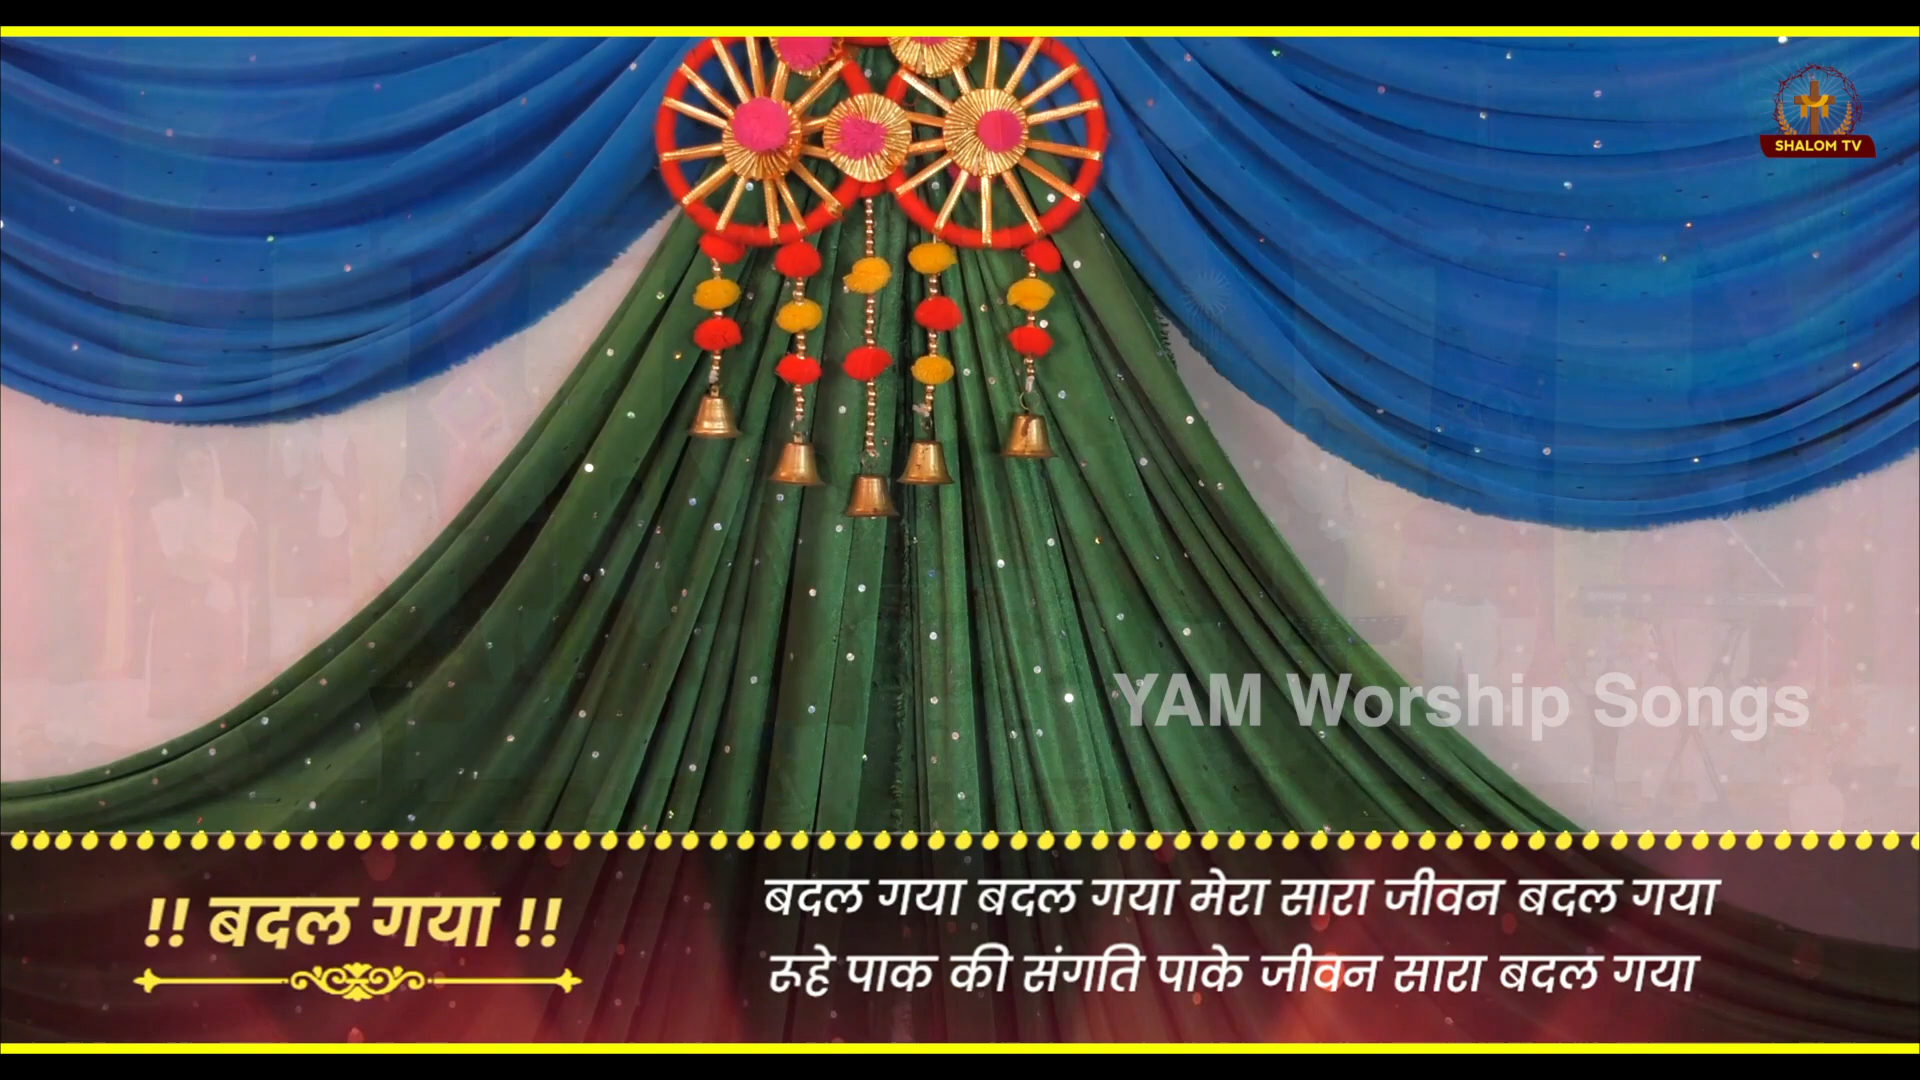 SHALOM TV
YAM Worship Songs
!! बदल गया !!
बदल गया बदल गया मेरा सारा जीवन बदल गया
रूहे पाक की संगति पाके जीवन सारा बदल गया